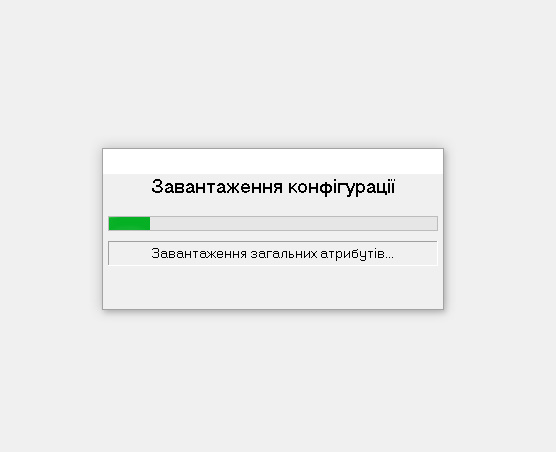 Завантаження конфігурації
Завантаження загальних атрибутів...